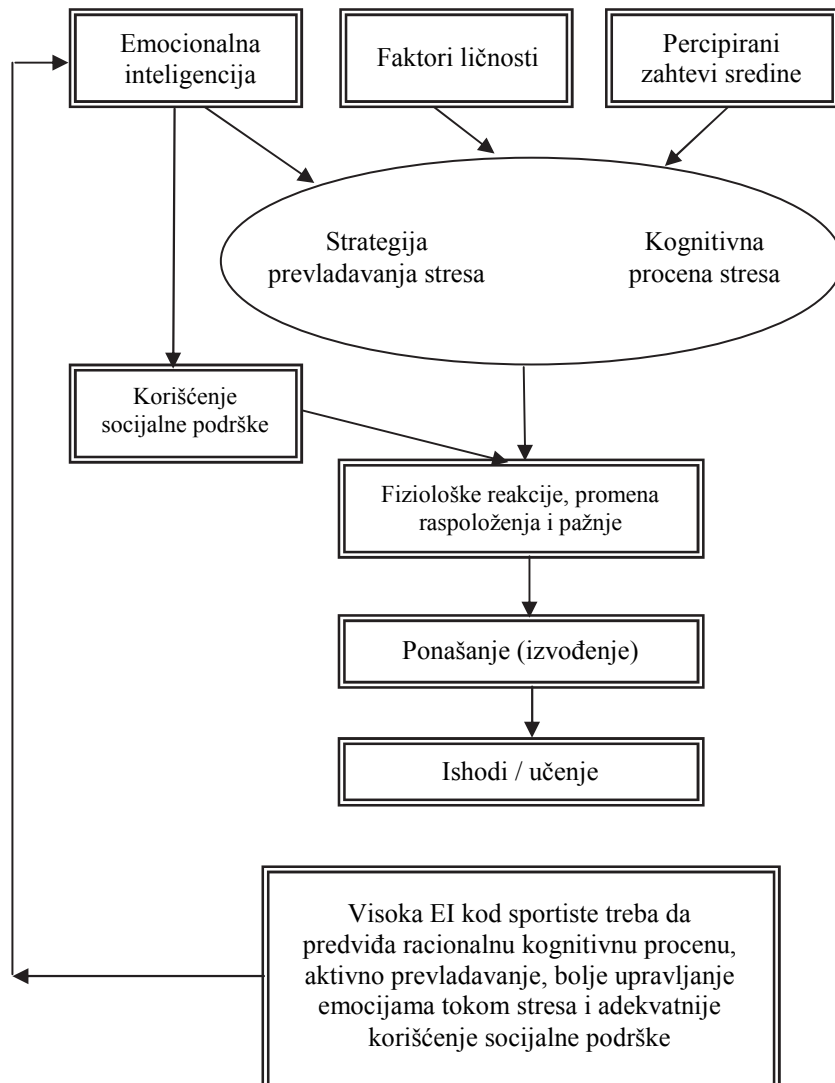 Emocionalna
inteligencija
Faktori ličnosti
Percipirani
zahtevi sredine
Strategija
prevladavanja stresa
Kognitivna
procena stresa
Korišćenje
socijalne podrške
Fiziološke reakcije, promena
raspoloženja i pažnje
Ponašanje (izvođenje)
Ishodi / učenje
Visoka EI kod sportiste treba da
predviđa racionalnu kognitivnu procenu,
aktivno prevladavanje, bolje upravljanje
emocijama tokom stresa i adekvatnije
korišćenje socijalne podrške